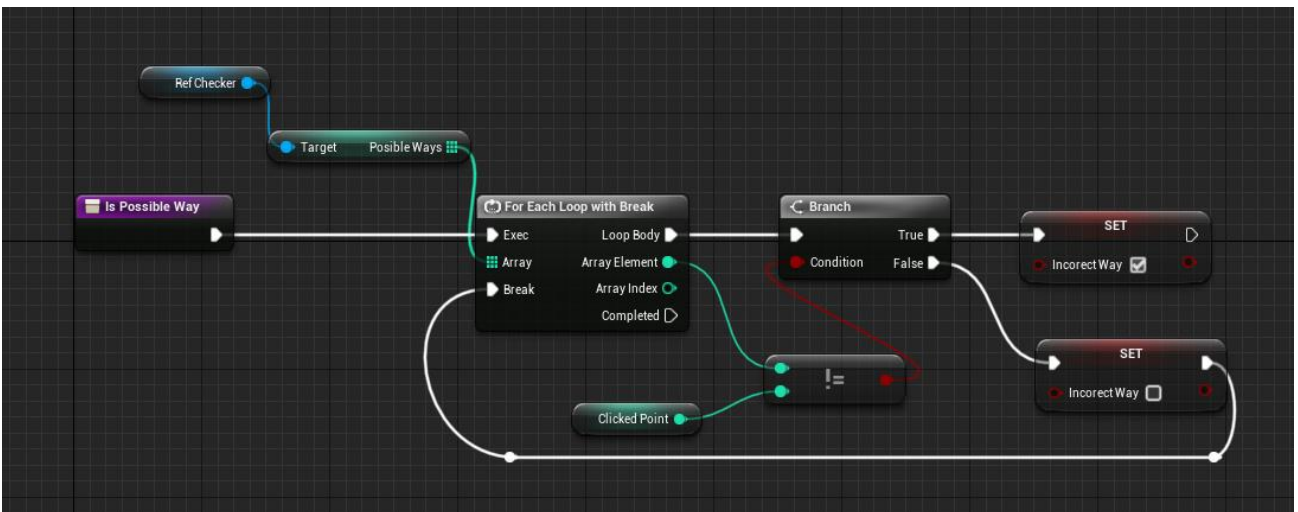 Ref Checker
Target Posible Ways
Is Possible Way
For Each Loop with Break
Exec Loop Body
Array Array Element
Break Array Index
Completed
Branch
True
Condition False
SET
Incorect Way
!=
Clicked Point
SET
Incorect Way